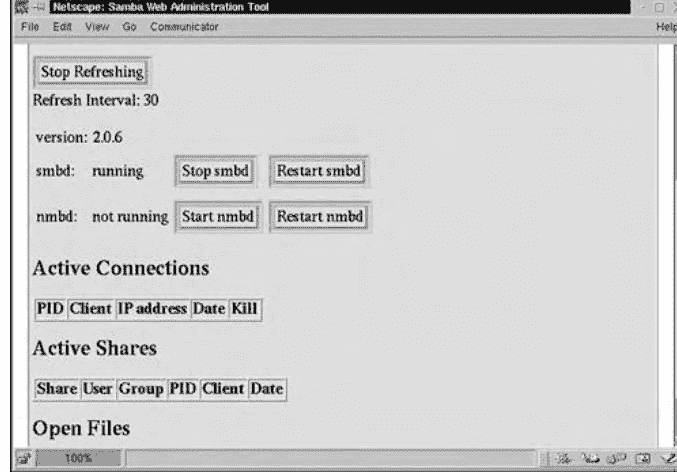 Netscape: Samba Web Administration Tool
File Edit View Go Communicator Help
Stop Refreshing
Refresh Interval: 30
version: 2.0.6
smbd: running Stop smbd Restart smbd
nmbd: not running Start nmbd Restart nmbd
Active Connections
PID Client IP address Date Kill
Active Shares
Share User Group PID Client Date
Open Files
100%